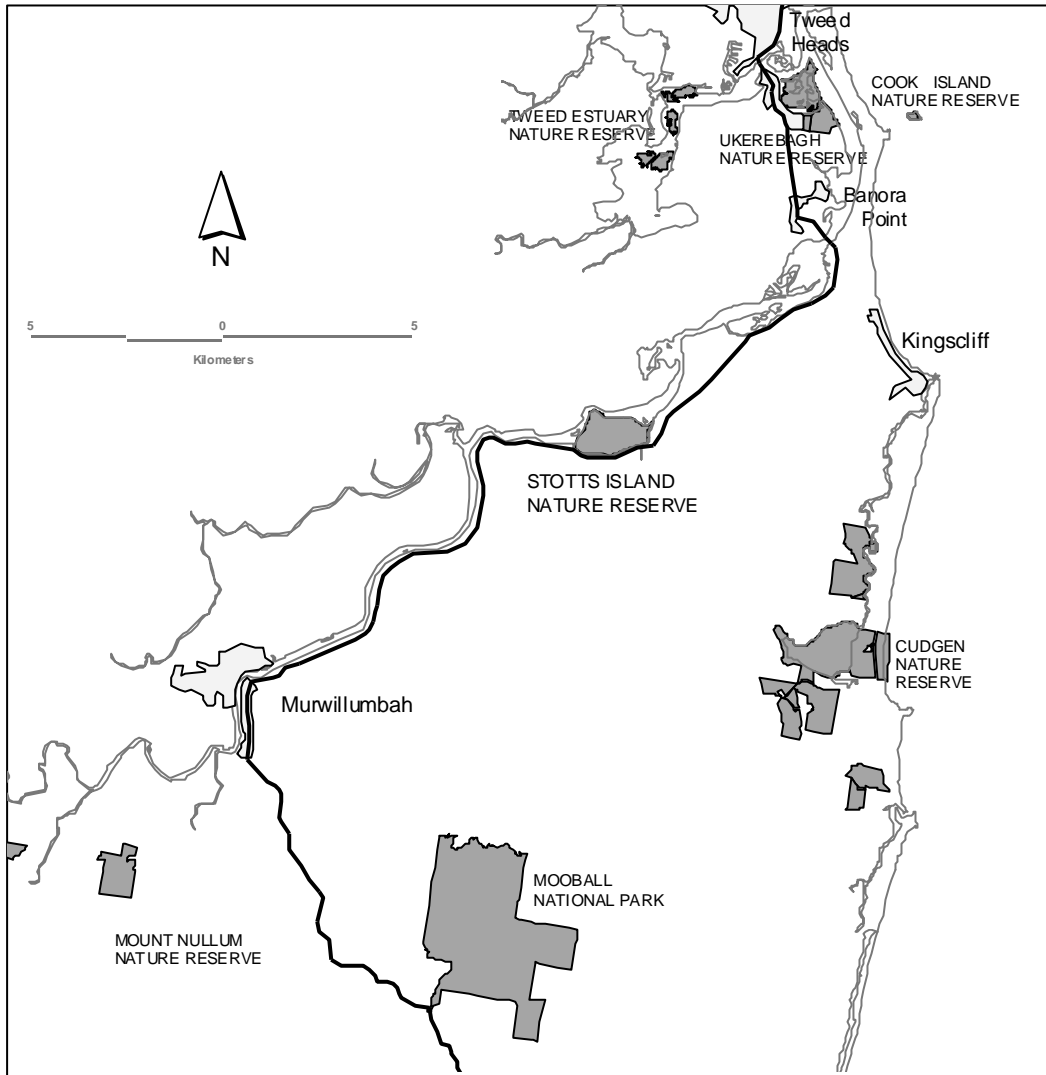 Tweed
Heads
COOK ISLAND
NATURE RESERVE
TWEED ESTUARY
NATURE RESERVE
UKEREBAGH
NATURE RESERVE
Banora
Point
N
5 0 5
Kilometers
Kingscliff
STOTTS ISLAND
NATURE RESERVE
CUDGEN
NATURE
RESERVE
Murwillumbah
MOOBALL
NATIONAL PARK
MOUNT NULLUM
NATURE RESERVE